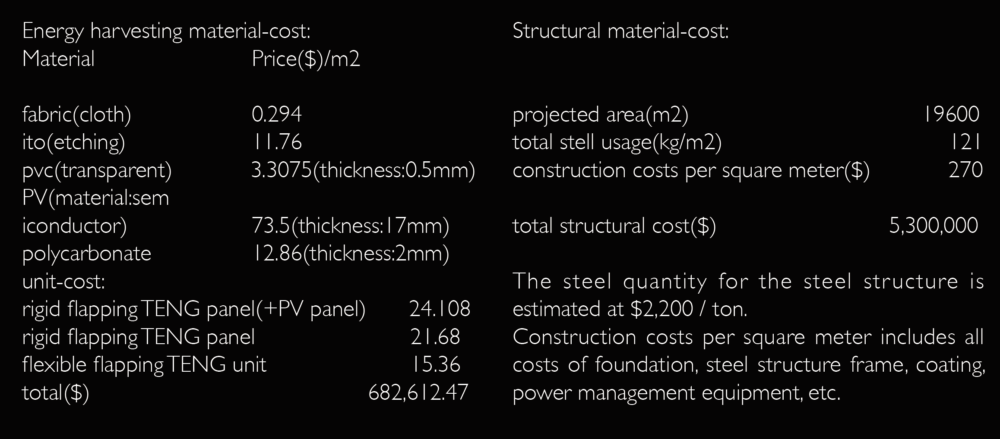 Energy harvesting material-cost:
Material Price($)/m2
fabric(cloth) 0.294
ito(etching) 11.76
pvc(transparent) 3.3075(thickness:0.5mm)
PV(material:sem
iconductor) 73.5(thickness:17mm)
polycarbonate 12.86(thickness:2mm)
unit-cost:
rigid flapping TENG panel(+PV panel) 24.108
rigid flapping TENG panel 21.68
flexible flapping TENG unit 15.36
total($) 682,612.47
Structural material-cost:
projected area(m2) 19600
total stell usage(kg/m2) 121
construction costs per square meter($) 270
total structural cost($) 5,300,000
The steel quantity for the steel structure is
estimated at $2,200 / ton.
Construction costs per square meter includes all
costs of foundation, steel structure frame, coating,
power management equipment, etc.